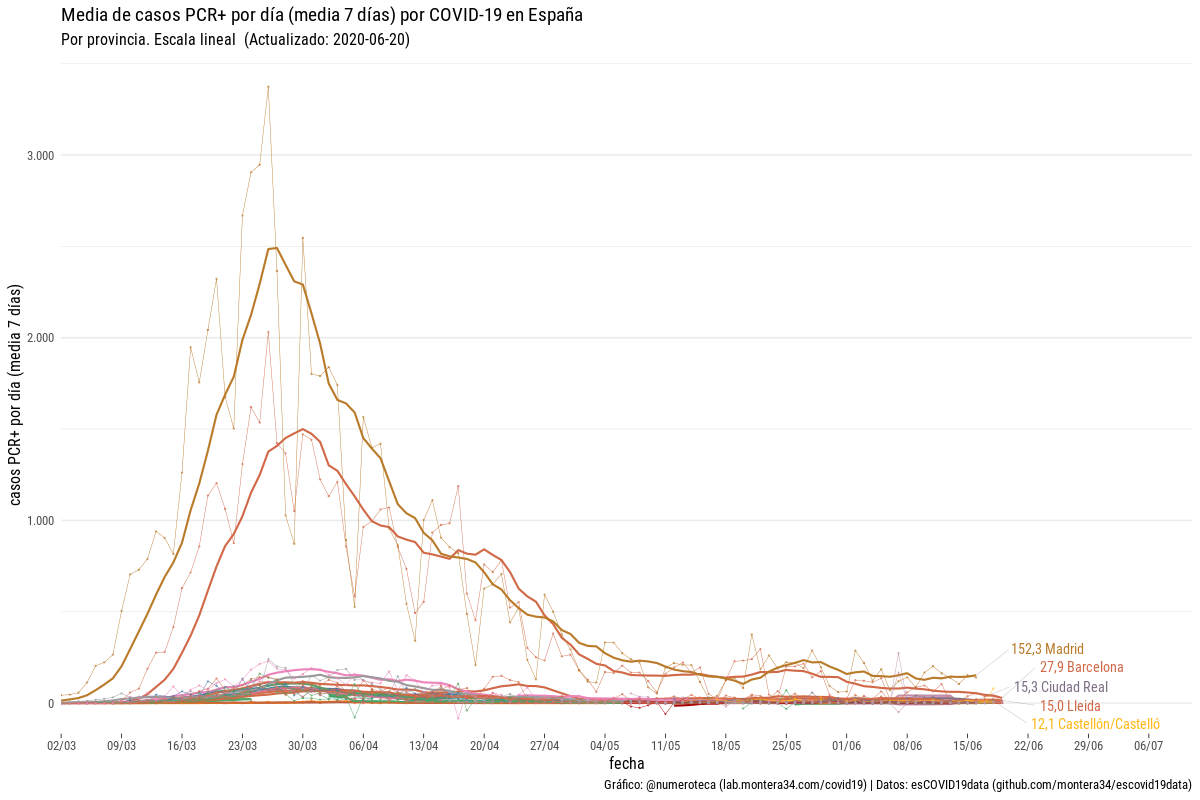 Media de casos PCR+ por día (media 7 días) por COVID-19 en España
Por provincia. Escala lineal  (Actualizado: 2020-06-20)
casos PCR+ por día (media 7 días)
3.000
2.000
1.000
0
152,3 Madrid
27,9 Barcelona
15,3 Ciudad Real
15,0 Lleida
12,1 Castellón/Castelló
02/03 09/03 16/03 23/03 30/03 06/04 13/04 20/04 27/04 04/05 11/05 18/05 25/05 01/06 08/06 15/06 22/06 29/06 06/07
fecha
Gráfico: @numeroteca (lab.montera34.com/covid19) | Datos: esCOVID19data (github.com/montera34/escovid19data)